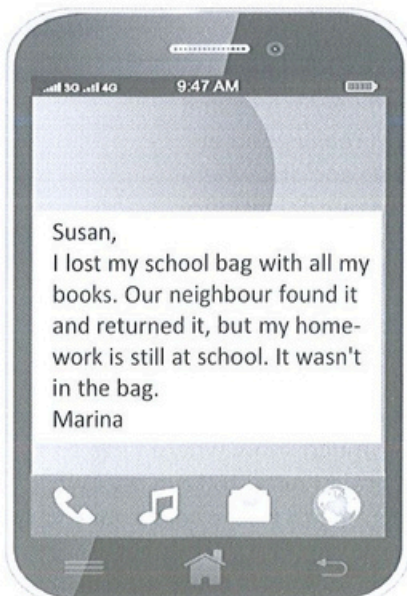 3G 4G 9:47 AM
Susan,
I lost my school bag with all my
books. Our neighbour found it
and returned it, but my home-
work is still at school. It wasn't
in the bag.
Marina